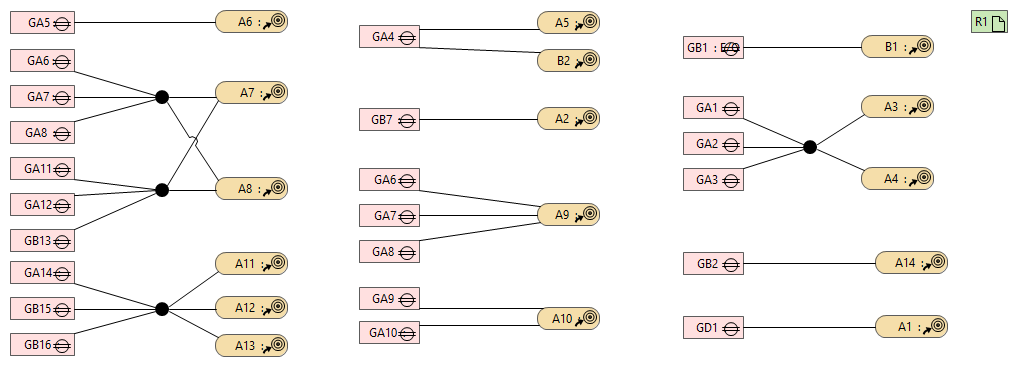 GA5
A6 :
GA6
GA7
GA8
A7 :
GA11
GA12
GB13
A8 :
GA14
GB15
GB16
A11 :
A12 :
A13 :
GA4
A5 :
B2 :
GB7
A2 :
GA6
GA7
GA8
A9 :
GA9
GA10
A10 :
GB1 :
B1 :
GA1
GA2
GA3
A3 :
A4 :
GB2
A14 :
GD1
A1 :
R1